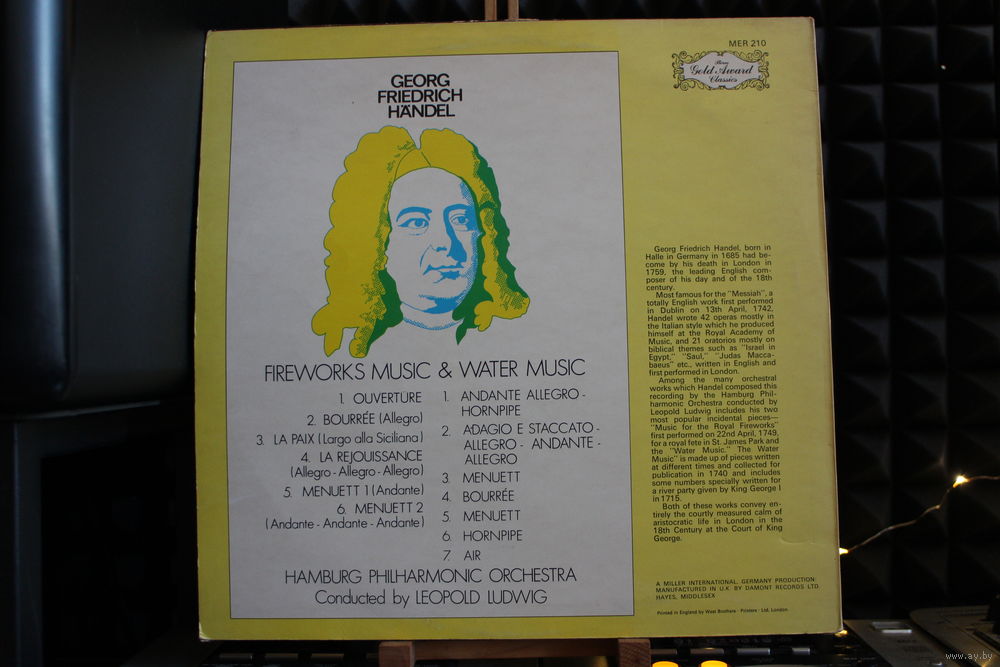 MER 210
Gold Award
Classics
GEORG
FRIEDRICH
HÄNDEL
FIREWORKS MUSIC & WATER MUSIC
1. OUVERTÜRE
2. BOURRÉE (Allegro)
3. LA PAIX (Largo alla Siciliana)
4. LA REJOUISSANCE
(Allegro - Allegro - Allegro)
5. MENUETT 1 (Andante)
6. MENUETT 2
(Andante - Andante - Andante)
1. ANDANTE ALLEGRO -
HORNPIPE
2. ADAGIO E STACCATO -
ALLEGRO - ANDANTE -
ALLEGRO
3. MENUETT
4. BOURRÉE
5. MENUETT
6. HORNPIPE
7. AIR
HAMBURG PHILHARMONIC ORCHESTRA
Conducted by LEOPOLD LUDWIG
Georg Friedrich Handel, born in
Halle in Germany in 1685 had be-
come by his death in London in
1759, the leading English com-
poser of his day and of the 18th
century.
Most famous for the "Messiah", a
totally English work first performed
in Dublin on 13th April, 1742,
Handel wrote 42 operas mostly in
the Italian style which he produced
himself at the Royal Academy of
Music, and 21 oratorios mostly on
biblical themes such as "Israel in
Egypt," "Saul," "Judas Macca-
baeus" etc., written in English and
first performed in London.
Among the many orchestral
works which Handel composed this
recording by the Hamburg Phil-
harmonic Orchestra conducted by
Leopold Ludwig includes his two
most popular incidental pieces—
"Music for the Royal Fireworks"
first performed on 22nd April, 1749,
for a royal fete in St. James Park and
the "Water Music." The Water
Music" is made up of pieces written
at different times and collected for
publication in 1740 and includes
some numbers specially written for
a river party given by King George I
in 1715.
Both of these works convey en-
tirely the courtly measured calm of
aristocratic life in London in the
18th Century at the Court of King
George.
A MILLER INTERNATIONAL, GERMANY PRODUCTION:
MANUFACTURED IN U.K. BY DAMONT RECORDS LTD.
HAYES, MIDDLESEX
Printed in England by West Brothers · Printers · Ltd. London
www.ay.by